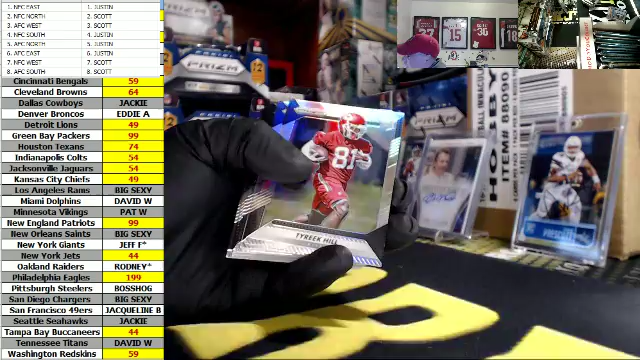 1. NFC EAST 1. JUSTIN
2. AFC NORTH 2. SCOTT
3. AFC WEST 3. SCOTT
4. NFC SOUTH 4. JUSTIN
5. NFC NORTH 5. JUSTIN
6. AFC EAST 6. JUSTIN
7. NFC WEST 7. SCOTT
8. AFC SOUTH 8. SCOTT
Cincinnati Bengals 59
Cleveland Browns 64
Dallas Cowboys JACKIE
Denver Broncos EDDIE A
Detroit Lions 49
Green Bay Packers 99
Houston Texans 74
Indianapolis Colts 54
Jacksonville Jaguars 54
Kansas City Chiefs 49
Los Angeles Rams BIG SEXY
Miami Dolphins DAVID W
Minnesota Vikings PAT W
New England Patriots 99
New Orleans Saints BIG SEXY
New York Giants JEFF F*
New York Jets 44
Oakland Raiders RODNEY*
Philadelphia Eagles 199
Pittsburgh Steelers BOSSHOG
San Diego Chargers BIG SEXY
San Francisco 49ers JACQUELINE B
Seattle Seahawks JACKIE
Tampa Bay Buccaneers 44
Tennessee Titans DAVID W
Washington Redskins 59
PRIZM
81
TYREEK HILL
HOBBY
ITEM# 88099
15
36
18